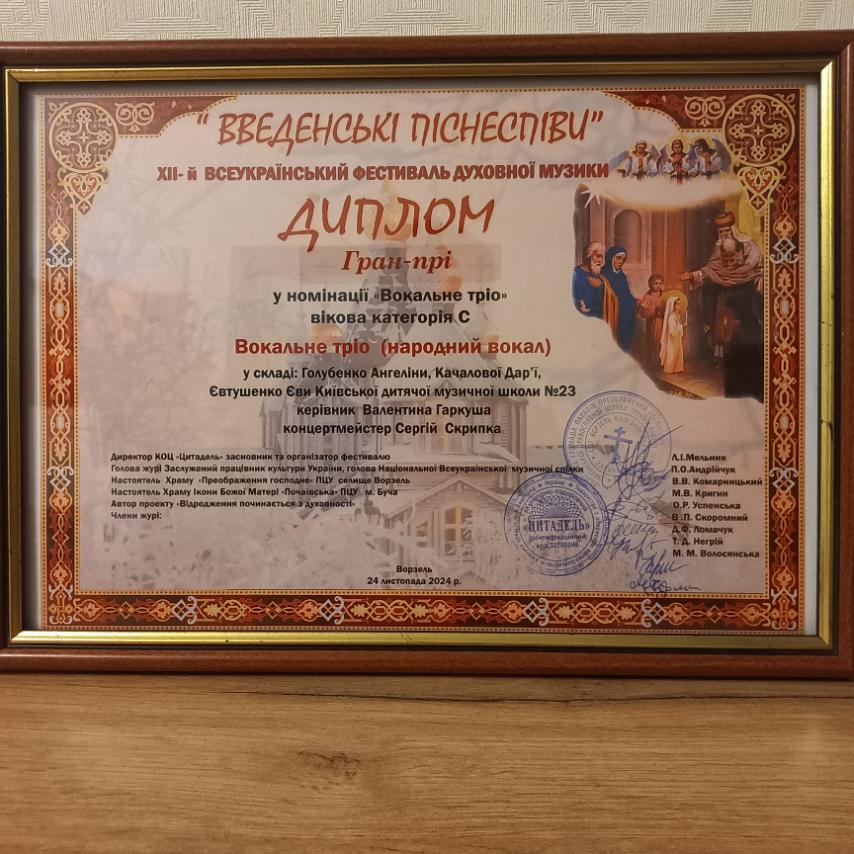 "ВВЕДЕНСЬКІ ПІСНЕСПІВИ"
XII- й ВСЕУКРАЇНСЬКИЙ ФЕСТИВАЛЬ ДУХОВНОЇ МУЗИКИ
ДИПЛОМ
Гран-прі
у номінації «Вокальне тріо»
вікова категорія С
Вокальне тріо (народний вокал)
у складі: Голубенко Ангеліни, Качалової Дар'ї,
Євтушенко Єви Київської дитячої музичної школи №23
керівник Валентина Гаркуша
концертмейстер Сергій Скрипка
Директор КОЦ «Цитадель» засновник та організатор фестивалю Л.І.Мельник
Голова журі Заслужений працівник культури України, голова Національної Всеукраїнської музичної спілки П.О.Андрійчук
Настоятель Храму «Преображення господне» ПЦУ селище Ворзель В.В. Комарницький
Настоятель Храму Ікони Божої Матері «Почаївська» ПЦУ м. Буча М.В. Кригин
Автор проекту «Відродження починається з духовності» О.Р. Успенська
Члени журі: В .П. Скоромний
Д.Ф. Ломачук
Т. Д. Негрій
М. М. Волосянська
«ЦИТАДЕЛЬ»
Ідентифікаційний
Ворзель
24 листопада 2024 р.